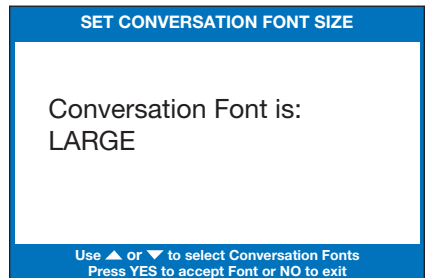 SET CONVERSATION FONT SIZE
Conversation Font is:
LARGE
Use ▲ or ▼ to select Conversation Fonts
Press YES to accept Font or NO to exit